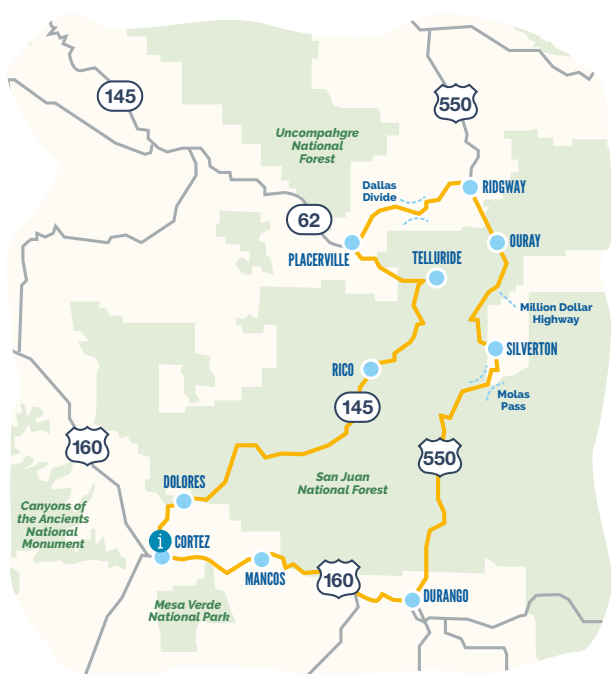 145
550
Uncompahgre
National
Forest
Dallas
Divide
RIDGWAY
62
PLACERVILLE
OURAY
TELLURIDE
Million Dollar
Highway
SILVERTON
RICO
145
Molas
Pass
160
550
DOLORES
San Juan
National Forest
Canyons of
the Ancients
National
Monument
i
CORTEZ
MANCOS
160
DURANGO
Mesa Verde
National Park